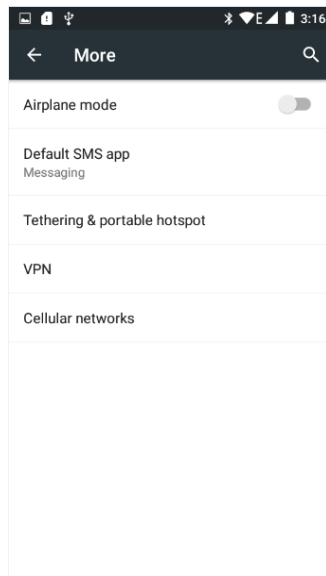 E 3:16
More
Airplane mode
Default SMS app
Messaging
Tethering & portable hotspot
VPN
Cellular networks